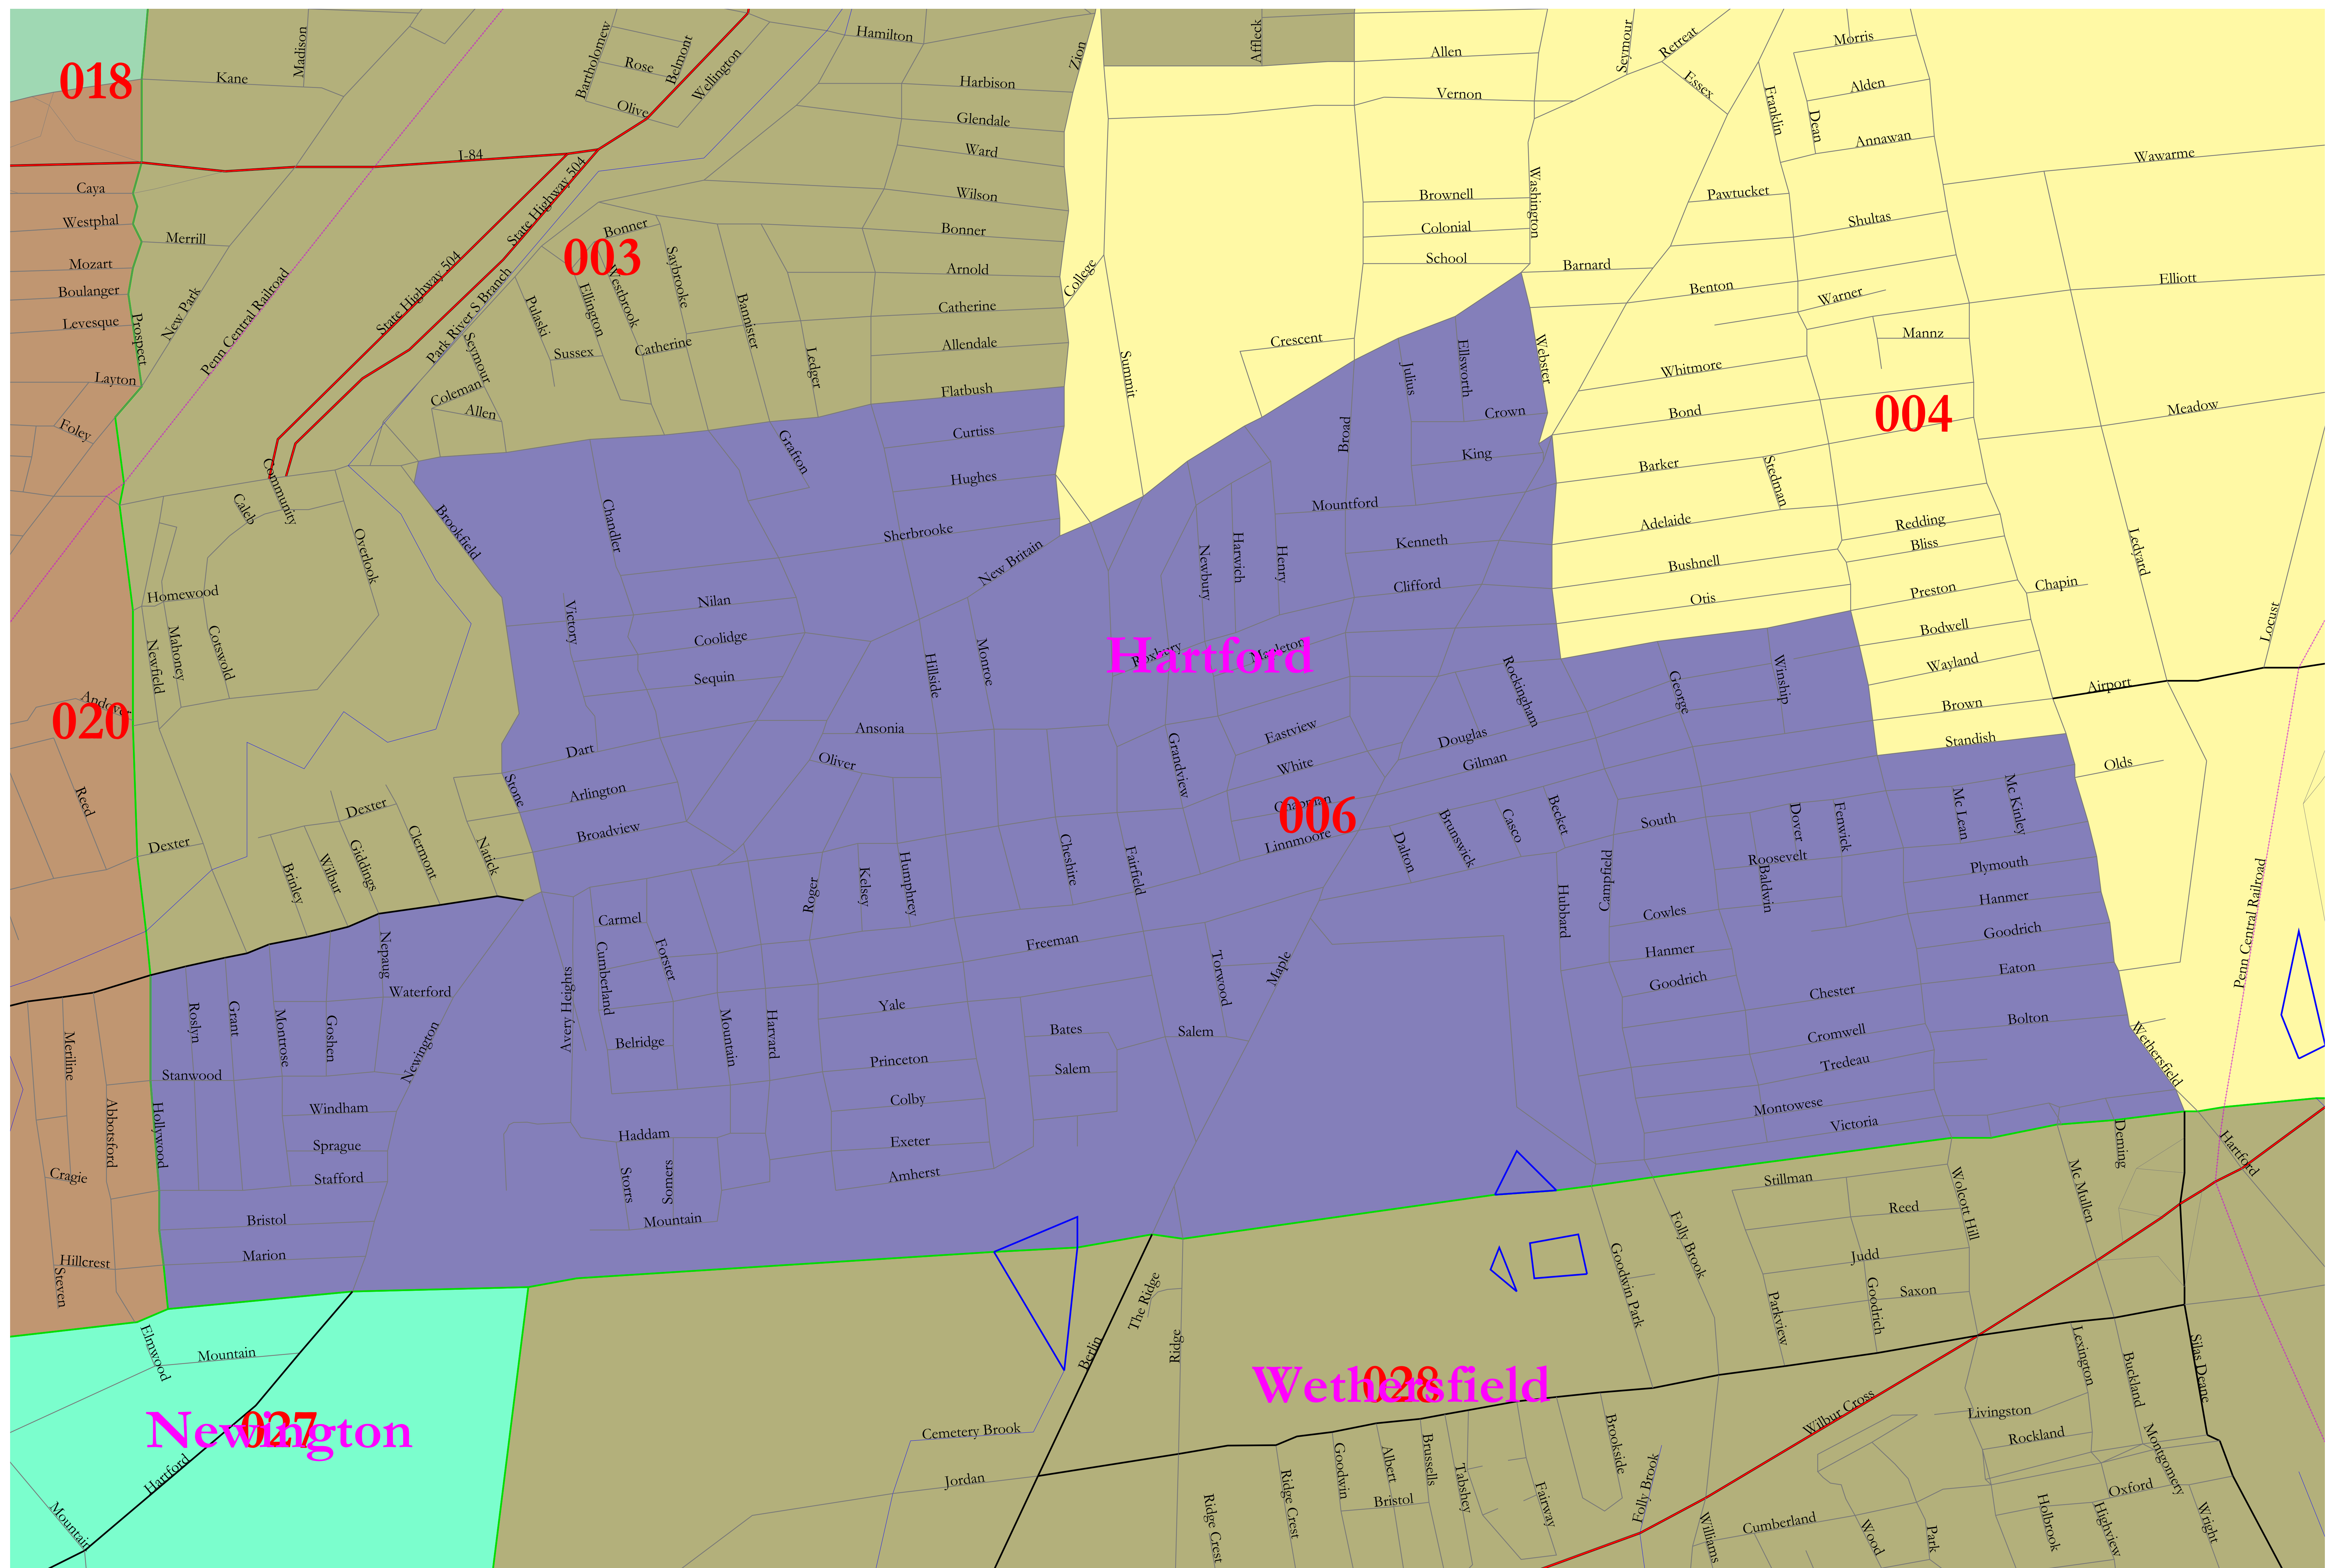 018
Kane
Madison
Bartholomew
Rose
Belmont
Wellington
Olive
Hamilton
Zion
Harbison
Glendale
Ward
Wilson
Bonner
Arnold
Catherine
Allendale
Flatbush
Affleck
Allen
Vernon
Seymour
Retreat
Essex
Franklin
Morris
Alden
Dean
Annawan
Wawarme
I-84
State Highway 504
State Highway 504
Park River S Branch
Caya
Westphal
Mozart
Boulanger
Levesque
Layton
Foley
Merrill
Prospect
New Park
Penn Central Railroad
003
Bonner
Westbrook
Ellington
Pulaski
Saybrooke
Bannister
Ledger
Sussex
Catherine
Seymour
Coleman
Allen
College
Summit
Brownell
Colonial
School
Washington
Barnard
Pawtucket
Shultas
Benton
Warner
Mannz
Elliott
Crescent
Julius
Ellsworth
Webster
Whitmore
Bond
004
Meadow
Crown
Broad
King
Barker
Stedman
Mountford
Adelaide
Redding
Bliss
Kenneth
Bushnell
Clifford
Otis
Preston
Chapin
Ledyard
Locust
Bodwell
Wayland
Brown
Airport
Standish
Olds
Curtiss
Hughes
Sherbrooke
New Britain
Grafton
Chandler
Brookfield
Community
Caleb
Overlook
Homewood
Newfield
Mahoney
Cotswold
Victory
Nilan
Coolidge
Sequin
Hillside
Monroe
Newbury
Harwich
Henry
Roxbury
Mapleton
Hartford
Rockingham
George
Winship
020
Andover
Reed
Dexter
Dexter
Brinley
Wilbur
Giddings
Clermont
Natick
Stone
Dart
Arlington
Broadview
Ansonia
Oliver
Grandview
Eastview
White
Chapman
Linnmoore
006
Douglas
Gilman
Dalton
Brunswick
Casco
Becket
South
Dover
Fenwick
Mc Lean
Mc Kinley
Roosevelt
Baldwin
Plymouth
Hanmer
Goodrich
Eaton
Bolton
Penn Central Railroad
Wethersfield
Cheshire
Fairfield
Roger
Kelsey
Humphrey
Carmel
Cumberland
Forster
Freeman
Torwood
Maple
Hubbard
Campfield
Cowles
Hanmer
Goodrich
Chester
Cromwell
Tredeau
Montowese
Victoria
Nepaug
Waterford
Roslyn
Grant
Montrose
Goshen
Newington
Avery Heights
Belridge
Mountain
Harvard
Yale
Princeton
Colby
Exeter
Amherst
Bates
Salem
Salem
Meriline
Abbotsford
Hollywood
Stanwood
Windham
Sprague
Stafford
Bristol
Marion
Cragie
Hillcrest
Steven
Haddam
Storrs
Somers
Mountain
Deming
Hartford
Stillman
Reed
Wolcott Hill
Mc Mullen
Folly Brook
Goodwin Park
Judd
Saxon
Parkview
Goodrich
The Ridge
Ridge
Berlin
Elmwood
Mountain
Newington
027
Hartford
Mountain
Wethersfield
028
Cemetery Brook
Jordan
Ridge Crest
Ridge Crest
Goodwin
Albert
Brussells
Bristol
Tabshey
Fairway
Brookside
Folly Brook
Wilbur Cross
Williams
Cumberland
Wood
Park
Livingston
Rockland
Lexington
Buckland
Silas Deane
Montgomery
Oxford
Holbrook
Highview
Wright